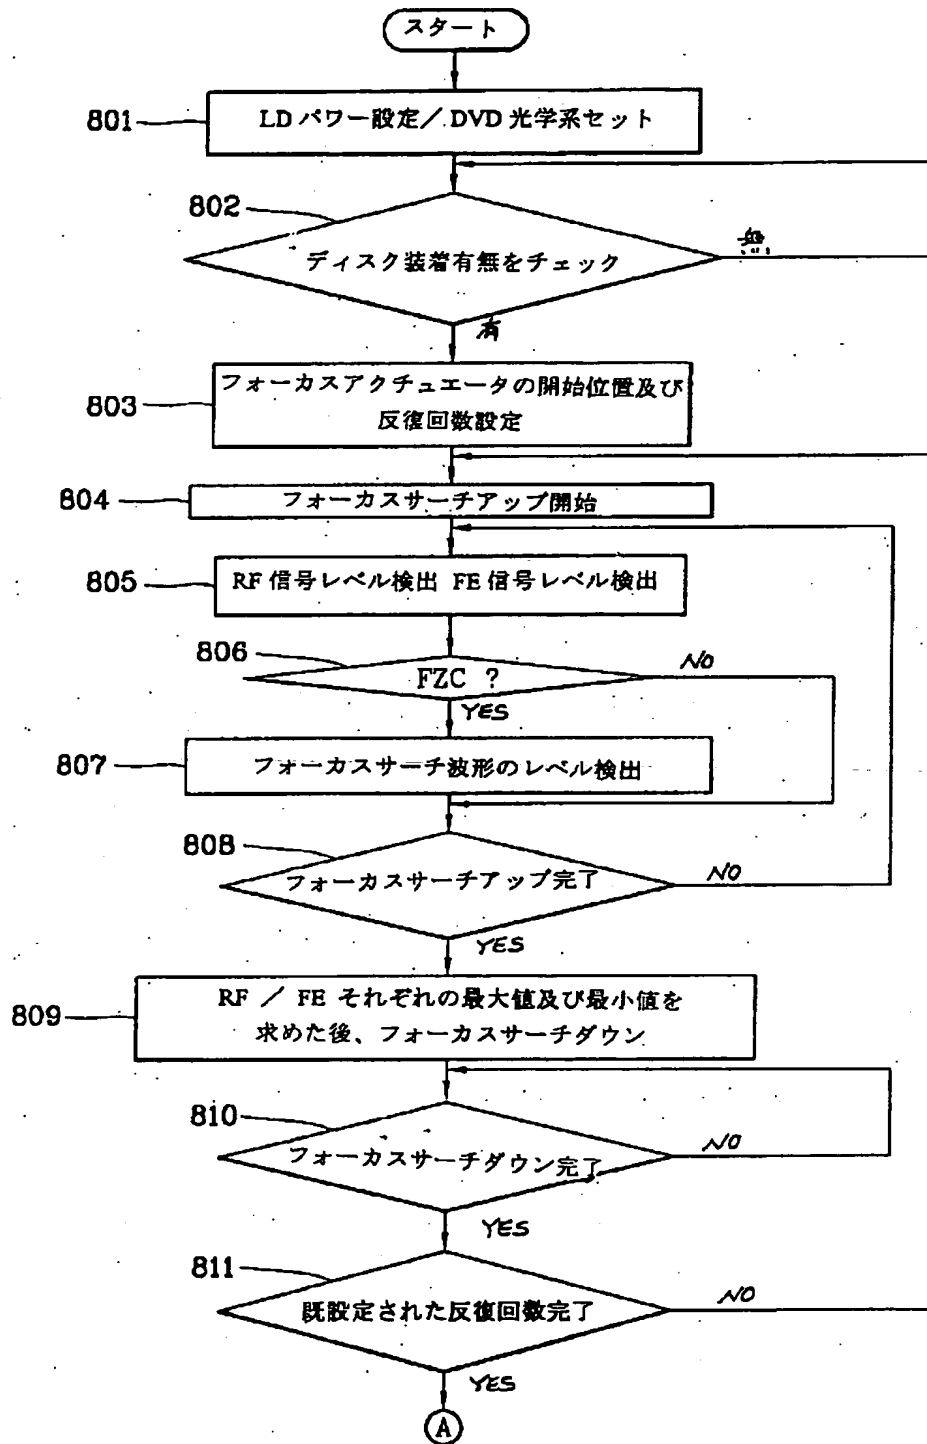 スタート
801
LD パワー設定／DVD 光学系セット
802
ディスク装着有無をチェック
無
有
803
フォーカスアクチュエータの開始位置及び
反復回数設定
804
フォーカスサーチアップ開始
805
RF 信号レベル検出 FE 信号レベル検出
806
FZC ?
NO
YES
807
フォーカスサーチ波形のレベル検出
808
フォーカスサーチアップ完了
NO
YES
809
RF ／ FE それぞれの最大値及び最小値を
求めた後、フォーカスサーチダウン
810
フォーカスサーチダウン完了
NO
YES
811
既設定された反復回数完了
NO
YES
A